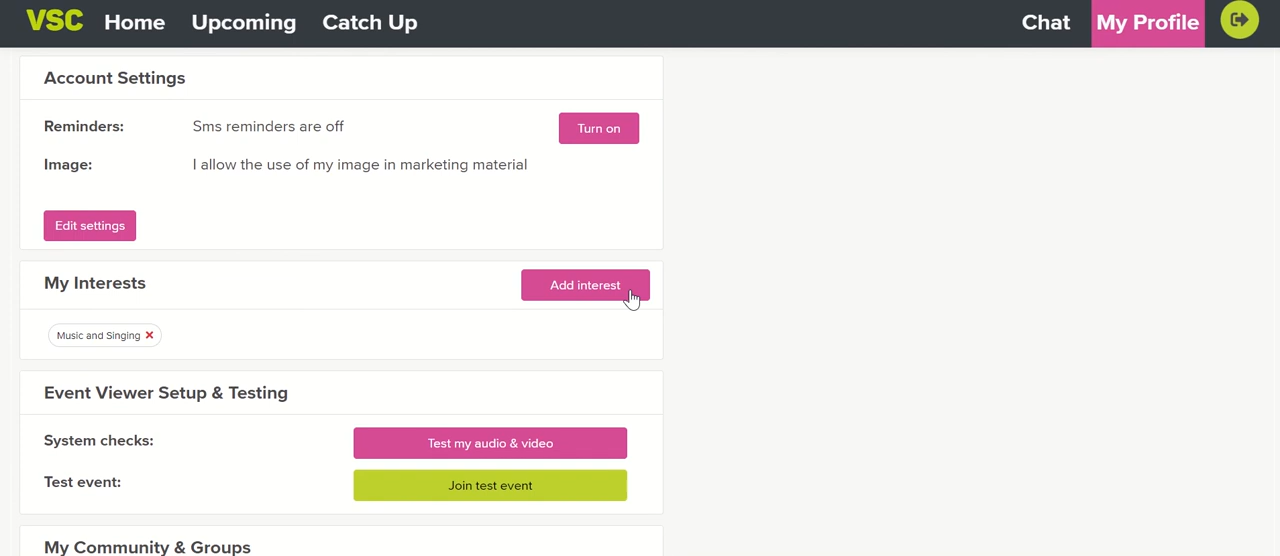 VSC Home Upcoming Catch Up Chat My Profile
Account Settings
Reminders: Sms reminders are off Turn on
Image: I allow the use of my image in marketing material
Edit settings
My Interests Add interest
Music and Singing
Event Viewer Setup & Testing
System checks: Test my audio & video
Test event: Join test event
My Community & Groups